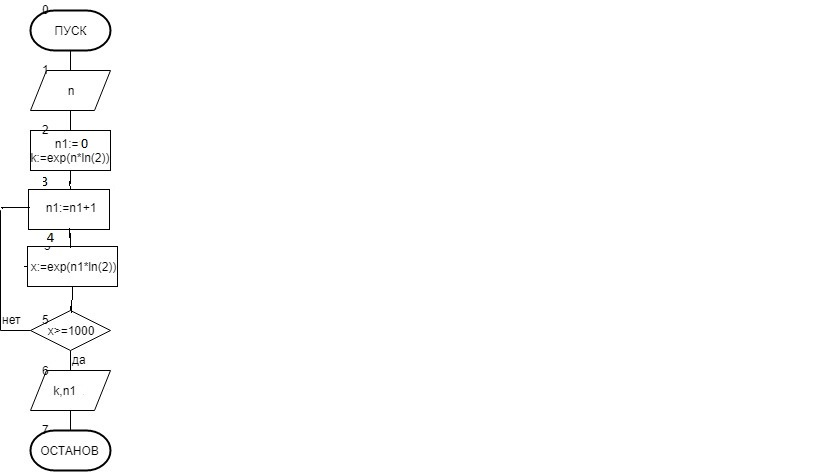 0
ПУСК
1
n
2
n1:= 0
k:=exp(n*ln(2))
3
n1:=n1+1
4
x:=exp(n1*ln(2))
нет
5
x>=1000
да
6
k,n1
7
ОСТАНОВ